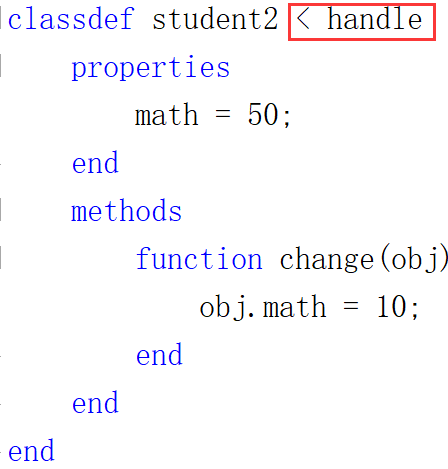 classdef student2 < handle
properties
math = 50;
end
methods
function change(obj)
obj.math = 10;
end
end
end